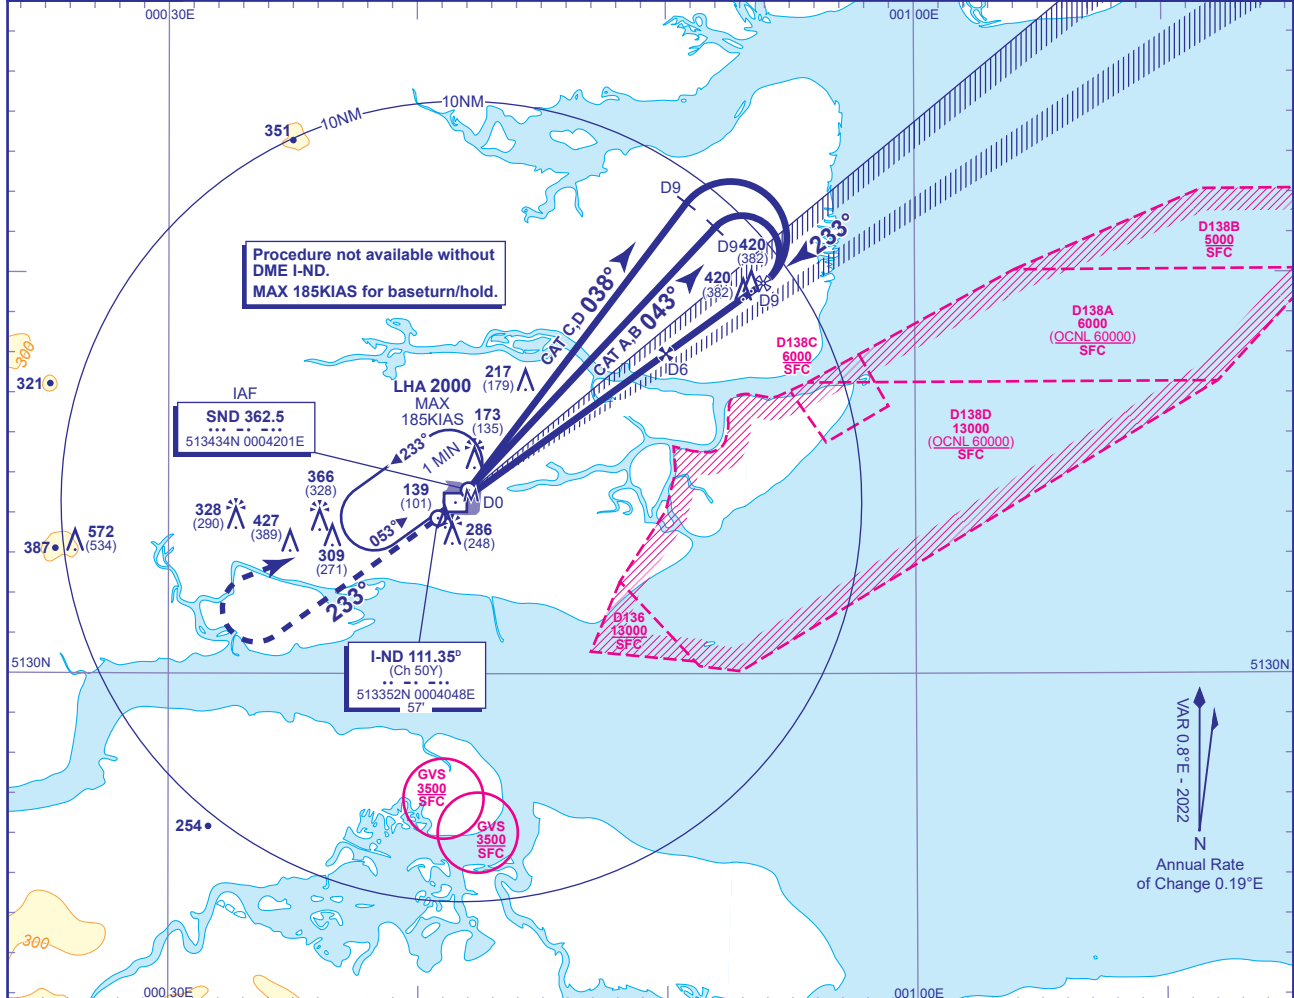 000 30E
001 00E
10NM
10NM
351
D9
D138B
5000
SFC
233°
Procedure not available without
DME I-ND.
MAX 185KIAS for baseturn/hold.
D9
420
(382)
420
(382)
D9
CAT C,D 038°
CAT A,B 043°
D138A
6000
(OCNL 60000)
SFC
D138C
6000
SFC
300
321
D6
217
(179)
LHA 2000
MAX
185KIAS
IAF
SND 362.5
... -. -..
513434N 0004201E
173
(135)
D138D
13000
(OCNL 60000)
SFC
233°
1 MIN
366
(328)
139
(101)
D0
328
(290)
427
(389)
053°
286
(248)
572
(534)
387
309
(271)
233°
D136
13000
SFC
I-ND 111.35D
(Ch 50Y)
.. -. -..
513352N 0004048E
57'
5130N
5130N
VAR 0.8°E - 2022
N
Annual Rate
of Change 0.19°E
GVS
3500
SFC
GVS
3500
SFC
254
300
000 30E
001 00E